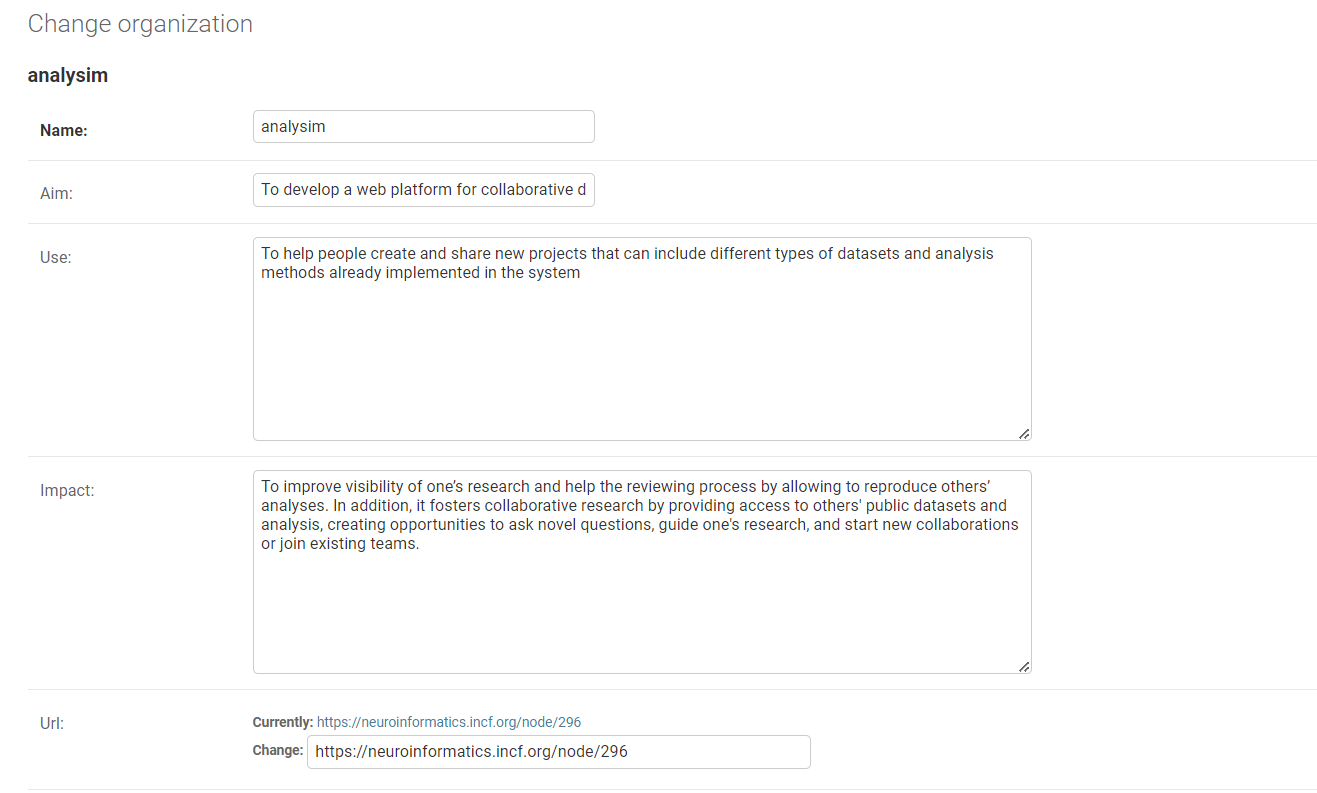 Change organization
analysim
Name:
analysim
Aim:
To develop a web platform for collaborative d
Use:
To help people create and share new projects that can include different types of datasets and analysis
methods already implemented in the system
Impact:
To improve visibility of one’s research and help the reviewing process by allowing to reproduce others’
analyses. In addition, it fosters collaborative research by providing access to others' public datasets and
analysis, creating opportunities to ask novel questions, guide one's research, and start new collaborations
or join existing teams.
Url:
Currently: https://neuroinformatics.incf.org/node/296
Change: https://neuroinformatics.incf.org/node/296